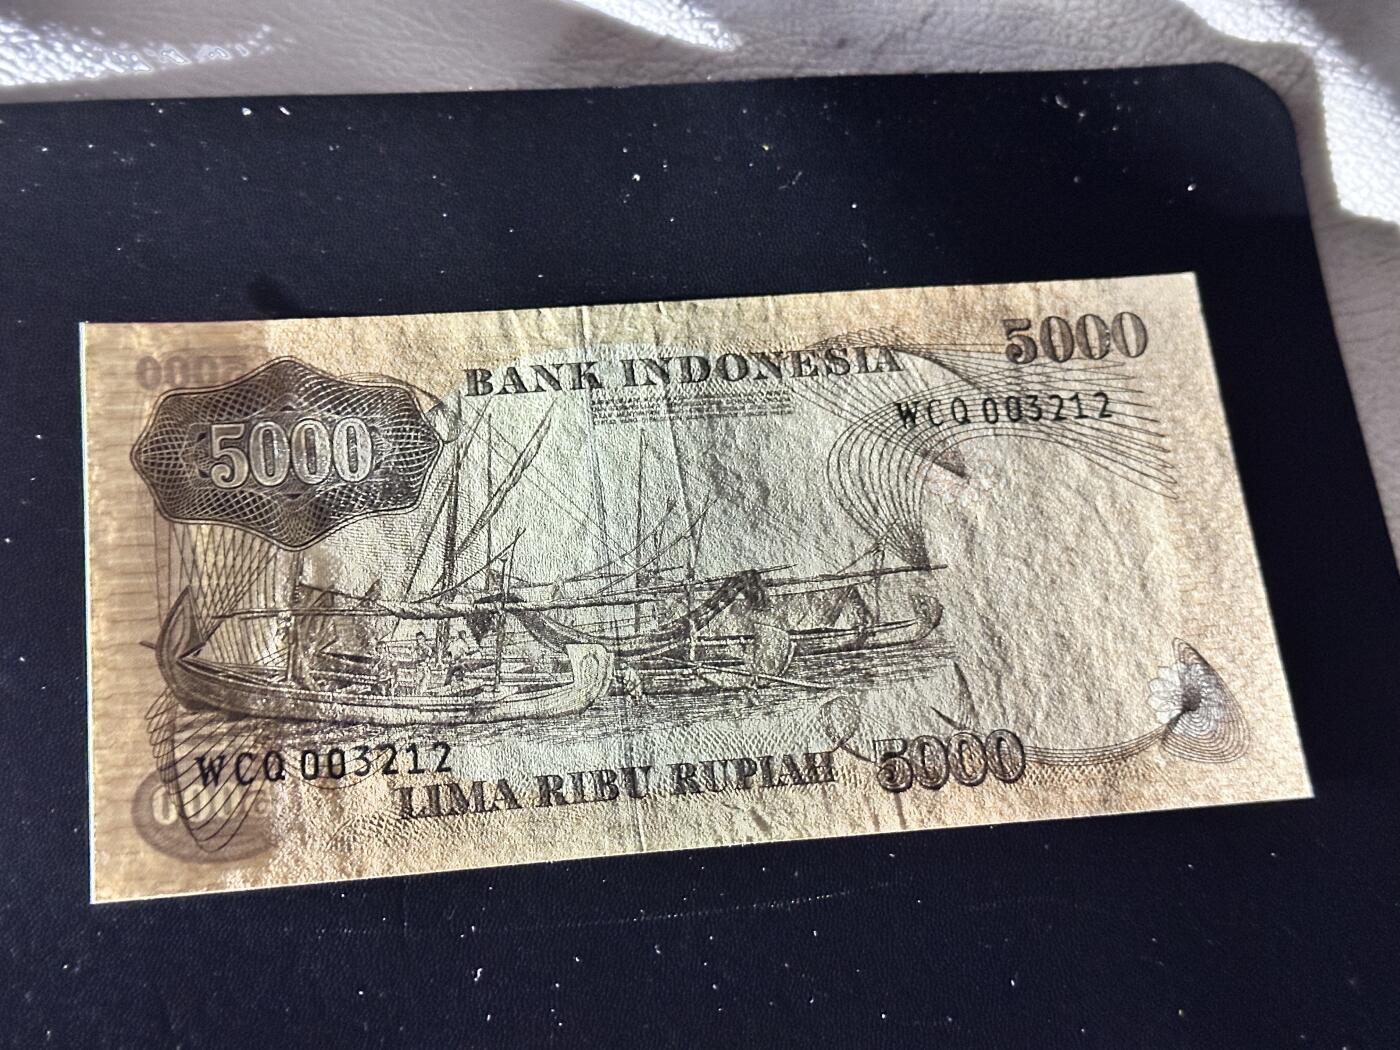 5000
BANK INDONESIA
5000
WCQ 003212
WCQ 003212
LIMA RIBU RUPIAH
5000